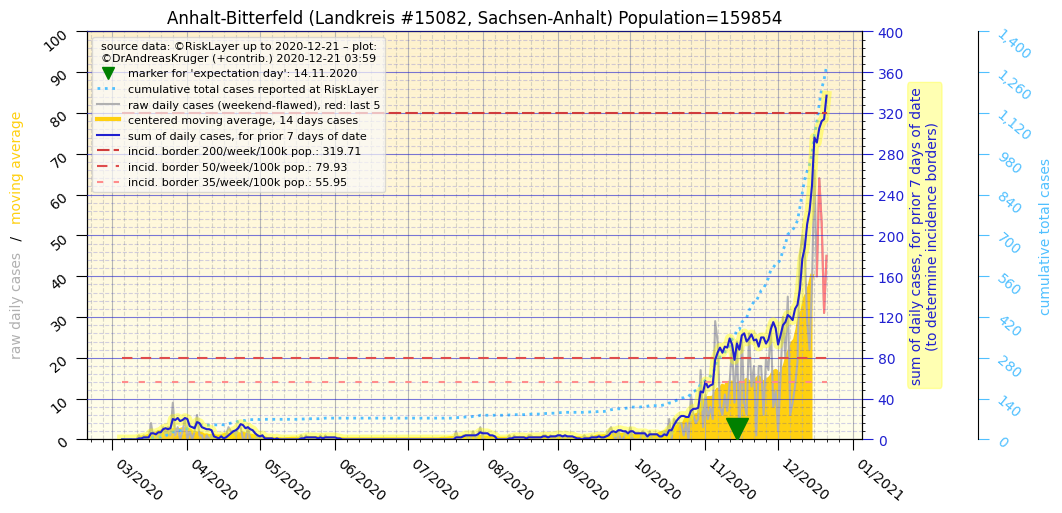 Anhalt-Bitterfeld (Landkreis #15082, Sachsen-Anhalt) Population=159854
source data: ©RiskLayer up to 2020-12-21 – plot:
©DrAndreasKruger (+contrib.) 2020-12-21 03:59
marker for 'expectation day': 14.11.2020
cumulative total cases reported at RiskLayer
raw daily cases (weekend-flawed), red: last 5
centered moving average, 14 days cases
sum of daily cases, for prior 7 days of date
incid. border 200/week/100k pop.: 319.71
incid. border 50/week/100k pop.: 79.93
incid. border 35/week/100k pop.: 55.95
raw daily cases / moving average
100
90
80
70
60
50
40
30
20
10
0
03/2020
04/2020
05/2020
06/2020
07/2020
08/2020
09/2020
10/2020
11/2020
12/2020
01/2021
400
360
320
280
240
200
160
120
80
40
0
sum of daily cases, for prior 7 days of date
(to determine incidence borders)
1,400
1,260
1,120
980
840
700
560
420
280
140
0
cumulative total cases